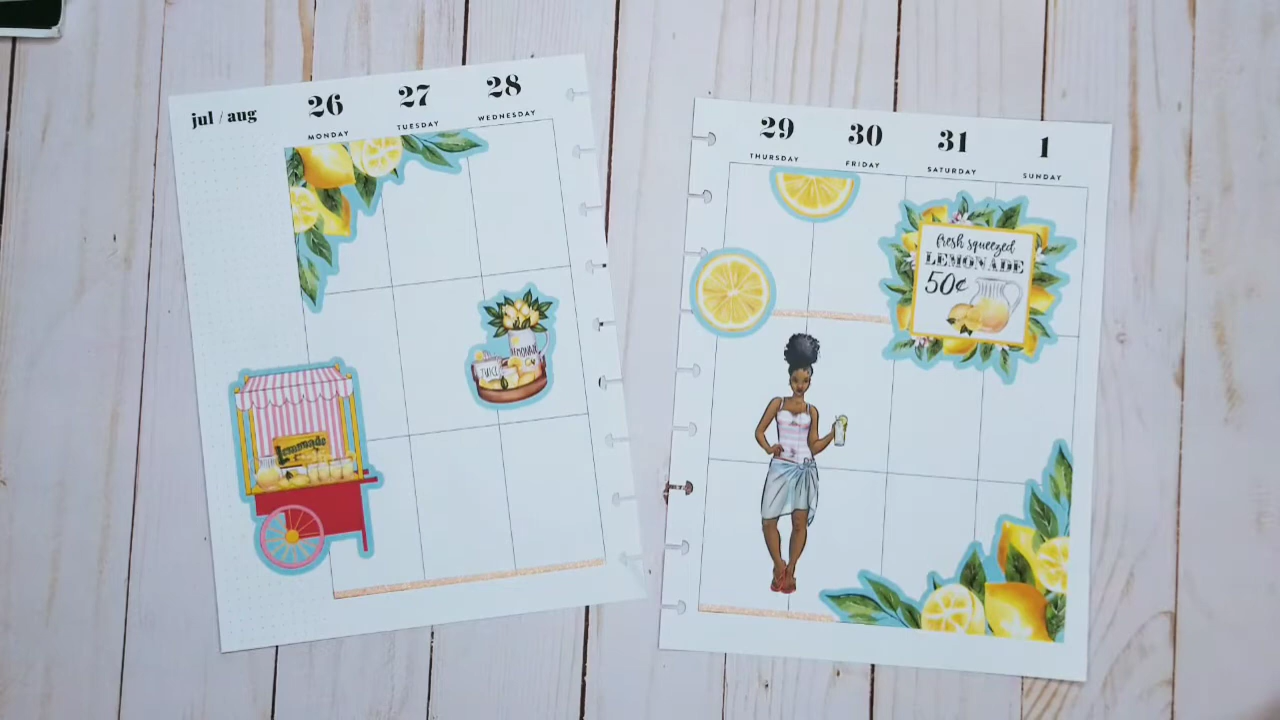 jul / aug
26
MONDAY
27
TUESDAY
28
WEDNESDAY
Lemonade
JUICE
29
THURSDAY
30
FRIDAY
31
SATURDAY
1
SUNDAY
fresh squeezed
LEMONADE
50¢